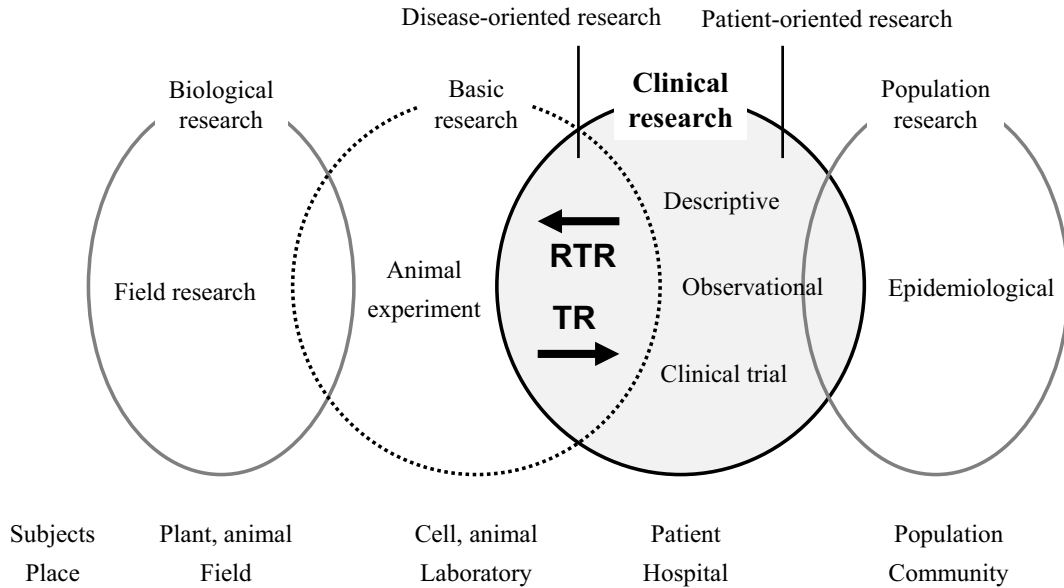 Disease-oriented research
Patient-oriented research
Biological
research
Basic
research
Clinical
research
Population
research
Field research
Animal
experiment
RTR
TR
Descriptive
Observational
Clinical trial
Epidemiological
Subjects
Plant, animal
Cell, animal
Patient
Population
Place
Field
Laboratory
Hospital
Community